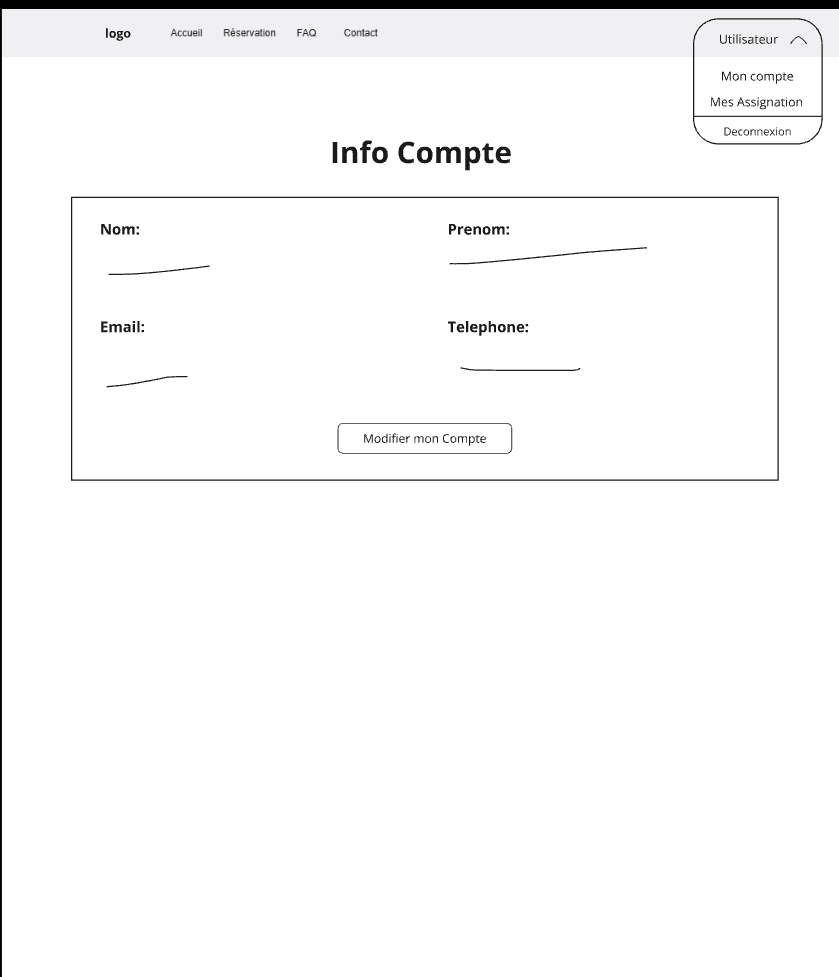 logo Accueil Réservation FAQ Contact Utilisateur
Mon compte
Mes Assignation
Deconnexion
Info Compte
Nom: Prenom:
Email: Telephone:
Modifier mon Compte